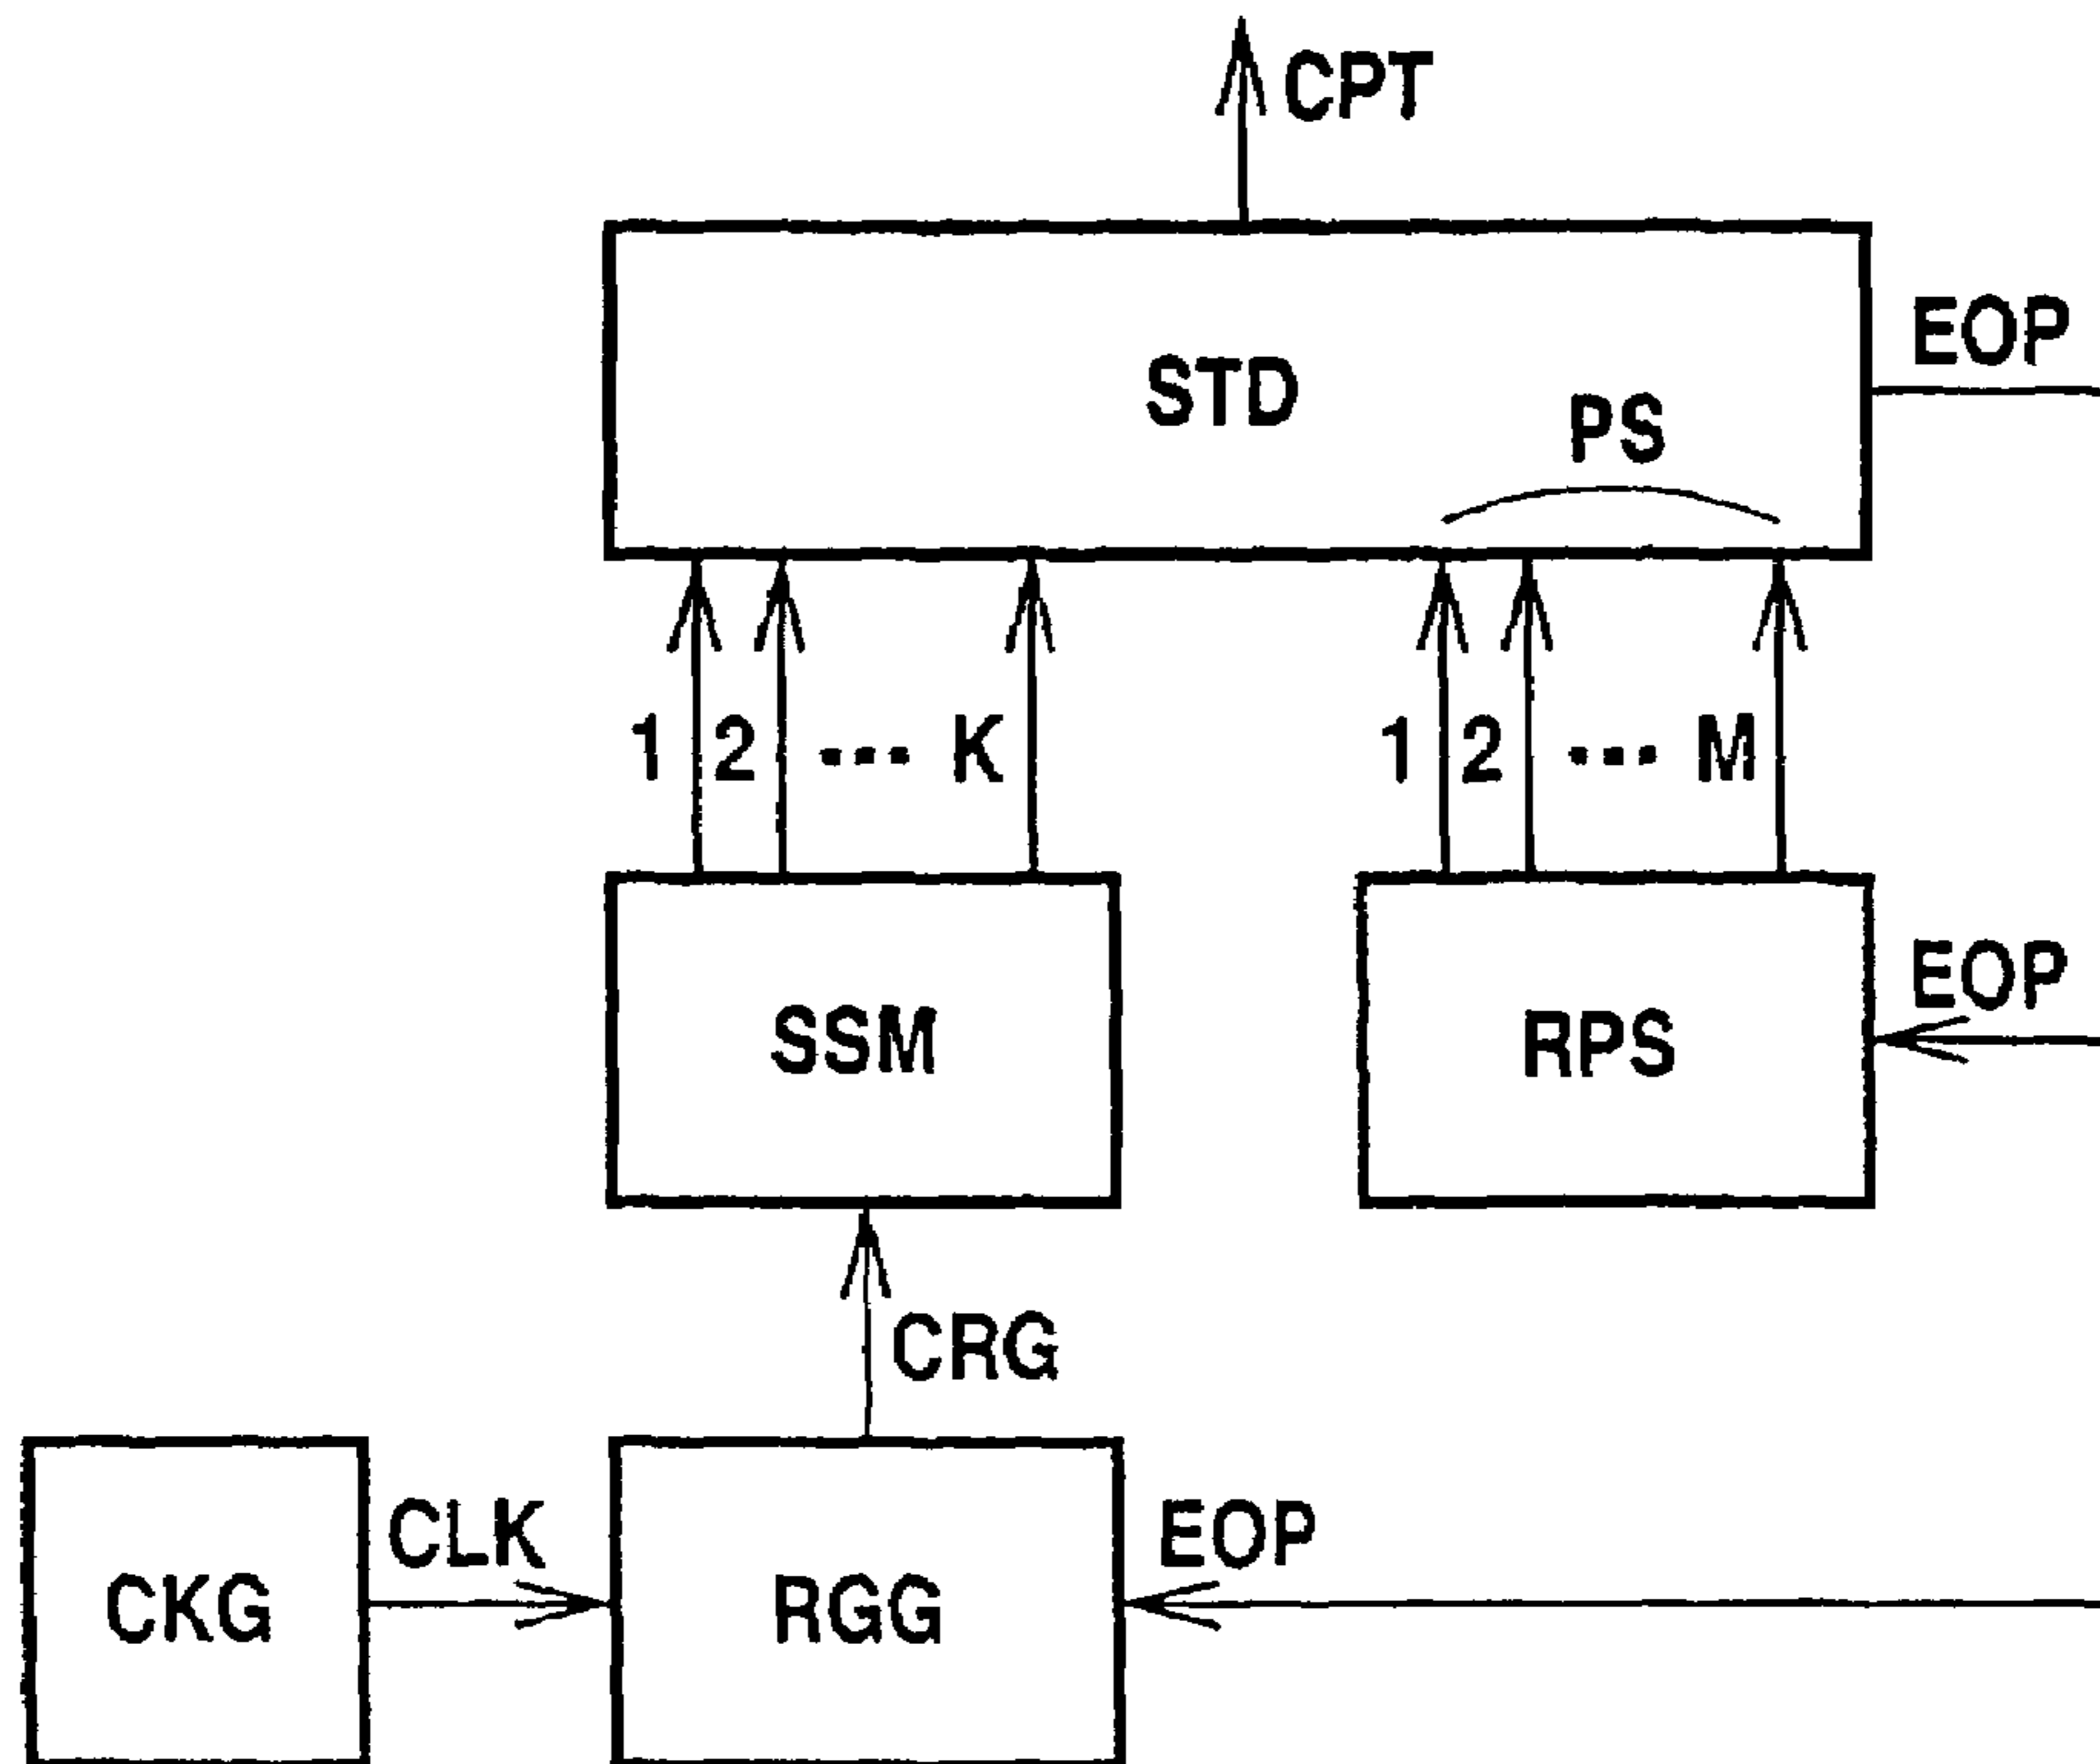 CPT
EOP
STD
PS
1 2 ... K
1 2 ... M
SSM
RPS
EOP
CRG
CLK
EOP
CKG
RGG